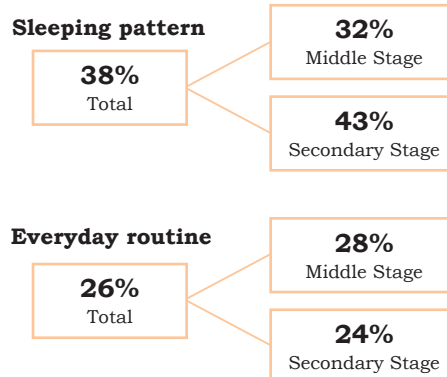 Sleeping pattern
38%
Total
32%
Middle Stage
43%
Secondary Stage
Everyday routine
26%
Total
28%
Middle Stage
24%
Secondary Stage